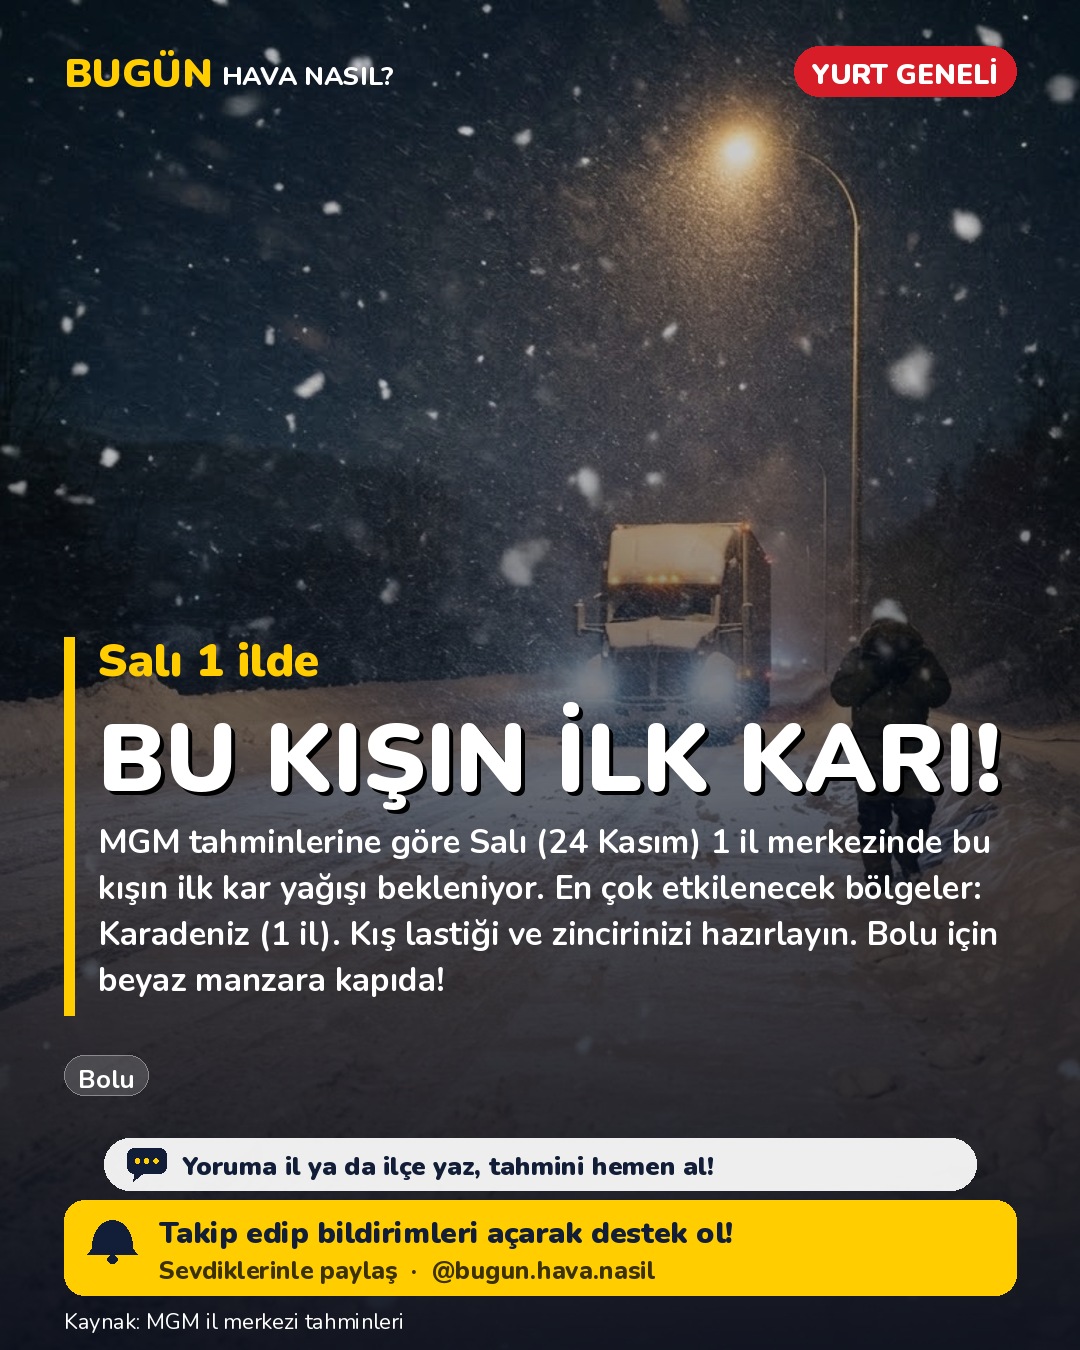 BUGÜN HAVA NASIL?
YURT GENELİ
Salı 1 ilde
BU KIŞIN İLK KARI!
MGM tahminlerine göre Salı (24 Kasım) 1 il merkezinde bu
kışın ilk kar yağışı bekleniyor. En çok etkilenecek bölgeler:
Karadeniz (1 il). Kış lastiği ve zincirinizi hazırlayın. Bolu için
beyaz manzara kapıda!
Bolu
Yoruma il ya da ilçe yaz, tahmini hemen al!
Takip edip bildirimleri açarak destek ol!
Sevdiklerinle paylaş · @bugun.hava.nasil
Kaynak: MGM il merkezi tahminleri